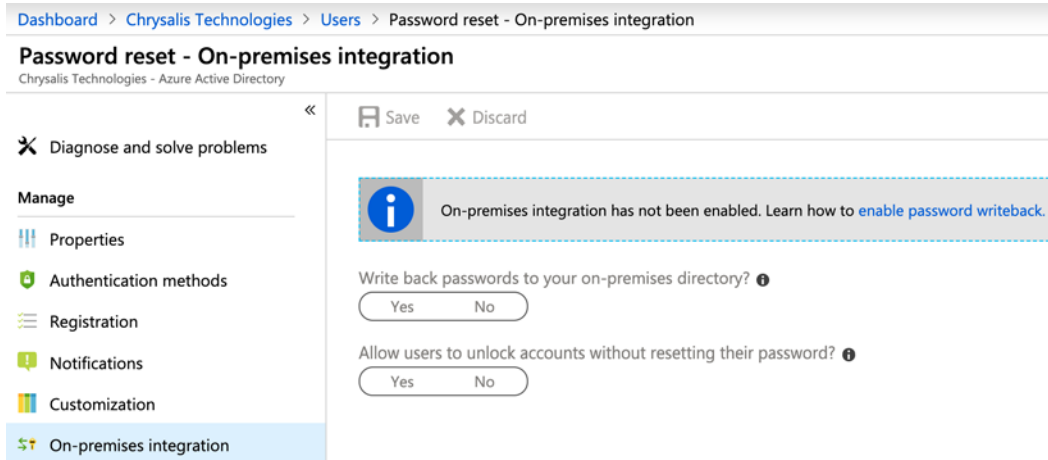 Dashboard > Chrysalis Technologies > Users > Password reset - On-premises integration
Password reset - On-premises integration
Chrysalis Technologies - Azure Active Directory
«
Save Discard
Diagnose and solve problems
Manage
Properties
Authentication methods
Registration
Notifications
Customization
On-premises integration
On-premises integration has not been enabled. Learn how to enable password writeback.
Write back passwords to your on-premises directory?
Yes No
Allow users to unlock accounts without resetting their password?
Yes No